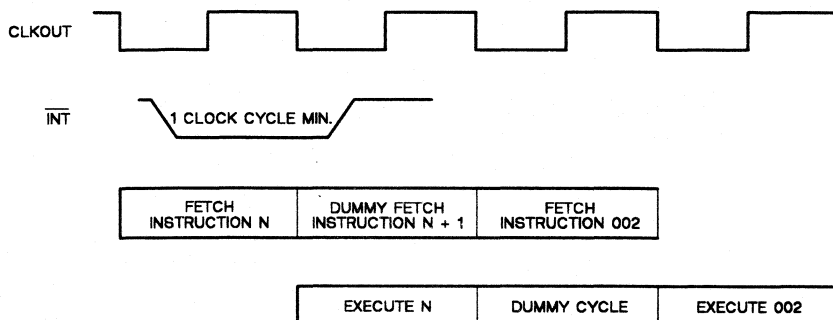 CLKOUT
INT
1 CLOCK CYCLE MIN.
FETCH
INSTRUCTION N
DUMMY FETCH
INSTRUCTION N + 1
FETCH
INSTRUCTION 002
EXECUTE N
DUMMY CYCLE
EXECUTE 002